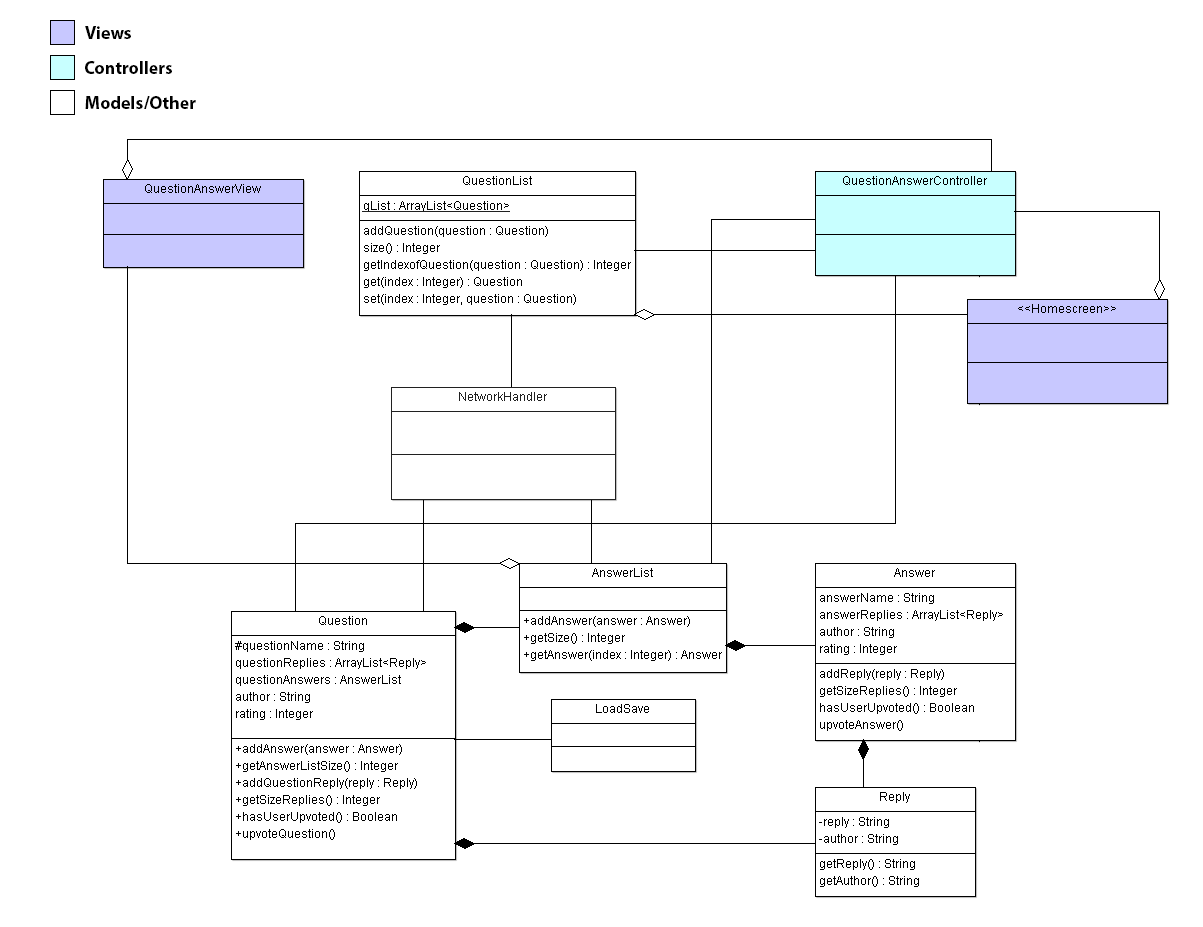 Views
Controllers
Models/Other
QuestionAnswerView
QuestionList
qList : ArrayList<Question>
addQuestion(question : Question)
size() : Integer
getIndexofQuestion(question : Question) : Integer
get(index : Integer) : Question
set(index : Integer, question : Question)
QuestionAnswerController
<<Homescreen>>
NetworkHandler
AnswerList
+addAnswer(answer : Answer)
+getSize() : Integer
+getAnswer(index : Integer) : Answer
Answer
answerName : String
answerReplies : ArrayList<Reply>
author : String
rating : Integer
addReply(reply : Reply)
getSizeReplies() : Integer
hasUserUpvoted() : Boolean
upvoteAnswer()
Question
#questionName : String
questionReplies : ArrayList<Reply>
questionAnswers : AnswerList
author : String
rating : Integer
+addAnswer(answer : Answer)
+getAnswerListSize() : Integer
+addQuestionReply(reply : Reply)
+getSizeReplies() : Integer
+hasUserUpvoted() : Boolean
+upvoteQuestion()
LoadSave
Reply
-reply : String
-author : String
getReply() : String
getAuthor() : String